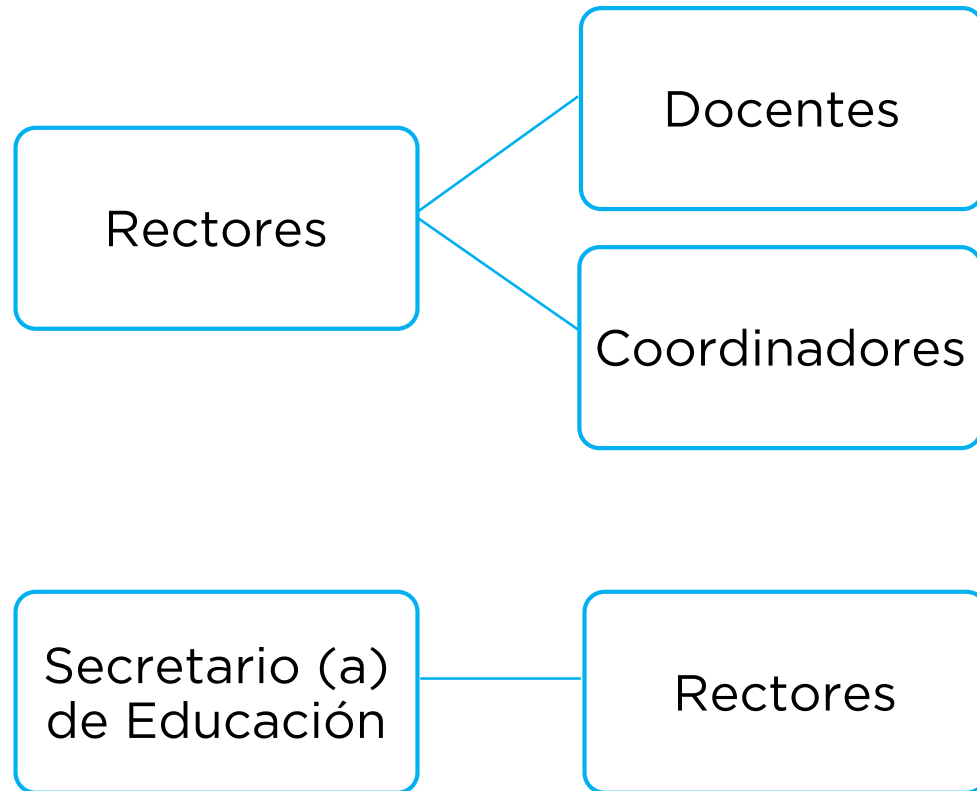 Rectores
Docentes
Coordinadores
Secretario (a)
de Educación
Rectores